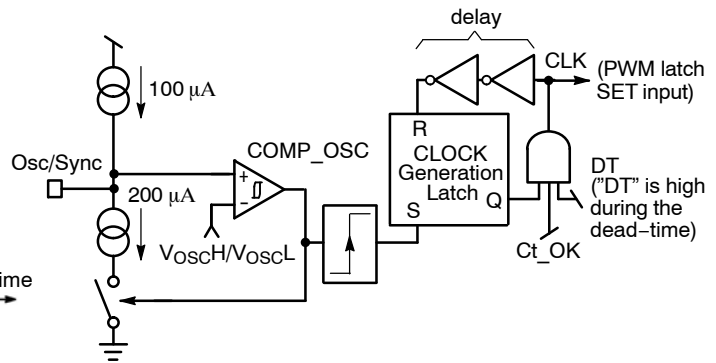 delay
CLK
(PWM latch
SET input)
100 μA
R
Osc/Sync
COMP_OSC
CLOCK
Generation
Latch
DT
("DT" is high
during the
dead−time)
+
−
200 μA
S
Q
VOSCH/VOSCL
Ct_OK
ime